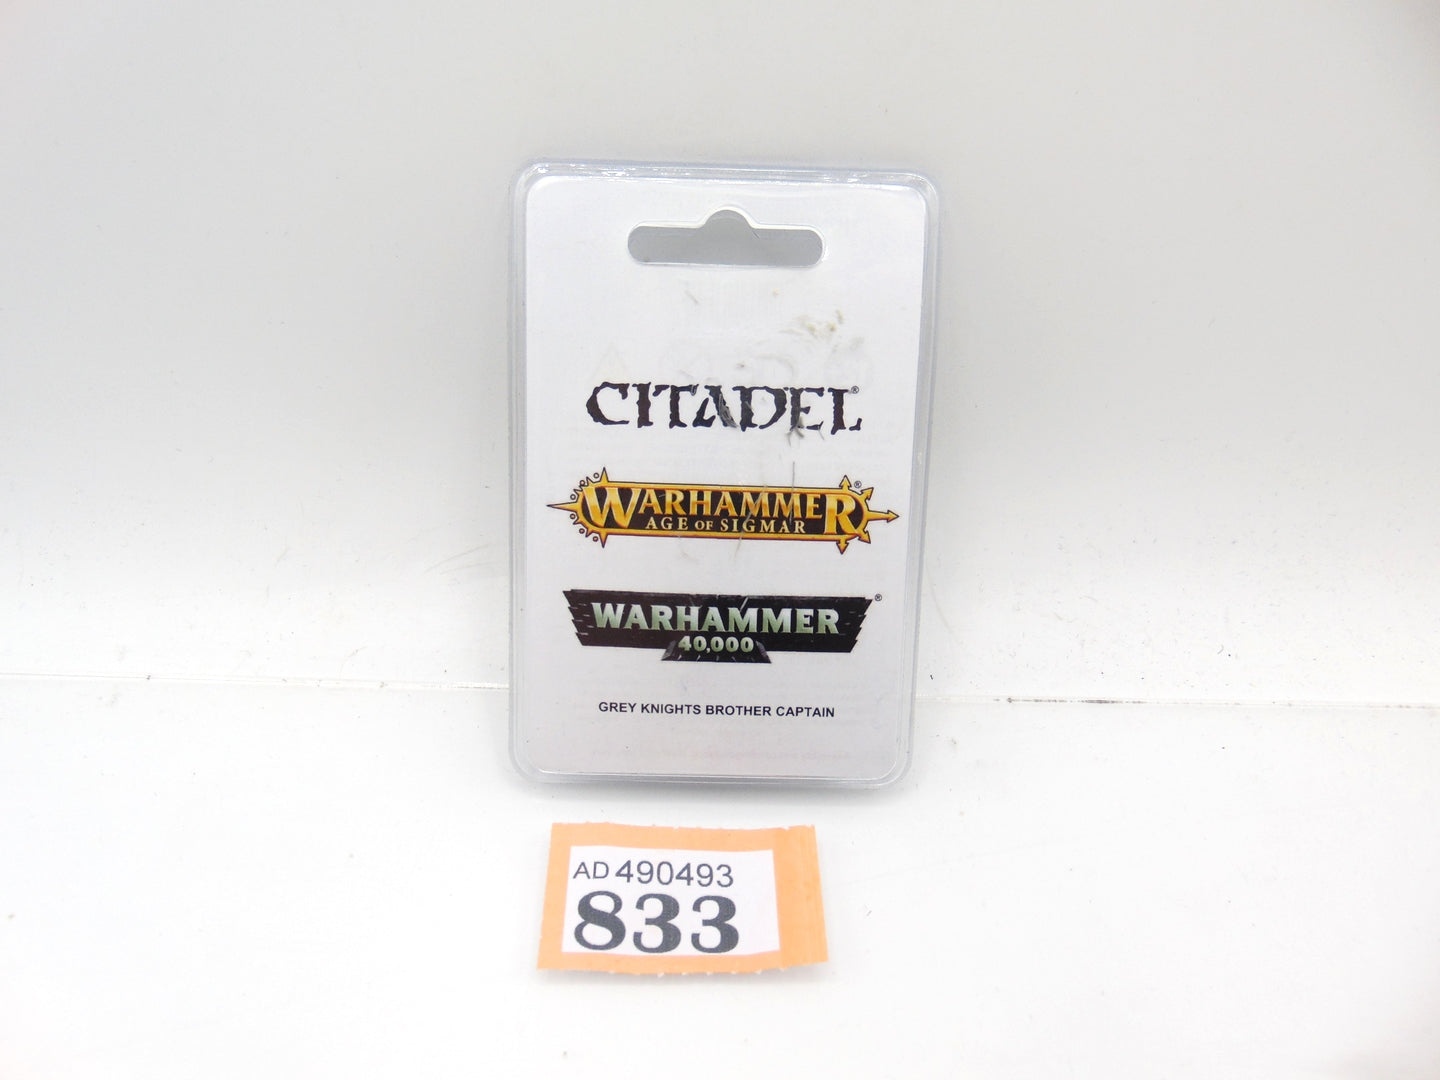 CITADEL®
WARHAMMER®
AGE OF SIGMAR
WARHAMMER®
40,000
GREY KNIGHTS BROTHER CAPTAIN
AD 490493
833